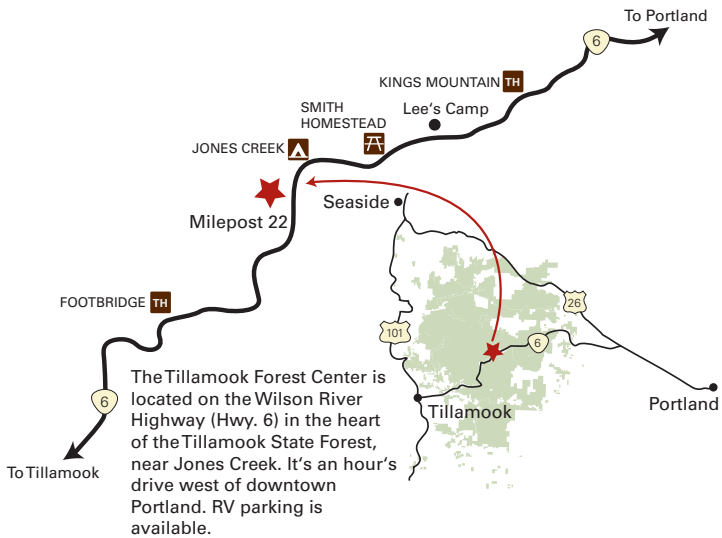 To Portland
6
KINGS MOUNTAIN TH
SMITH
HOMESTEAD
Lee's Camp
JONES CREEK
Seaside
Milepost 22
FOOTBRIDGE TH
26
101
6
6
Tillamook
Portland
To Tillamook
The Tillamook Forest Center is
located on the Wilson River
Highway (Hwy. 6) in the heart
of the Tillamook State Forest,
near Jones Creek. It's an hour's
drive west of downtown
Portland. RV parking is
available.